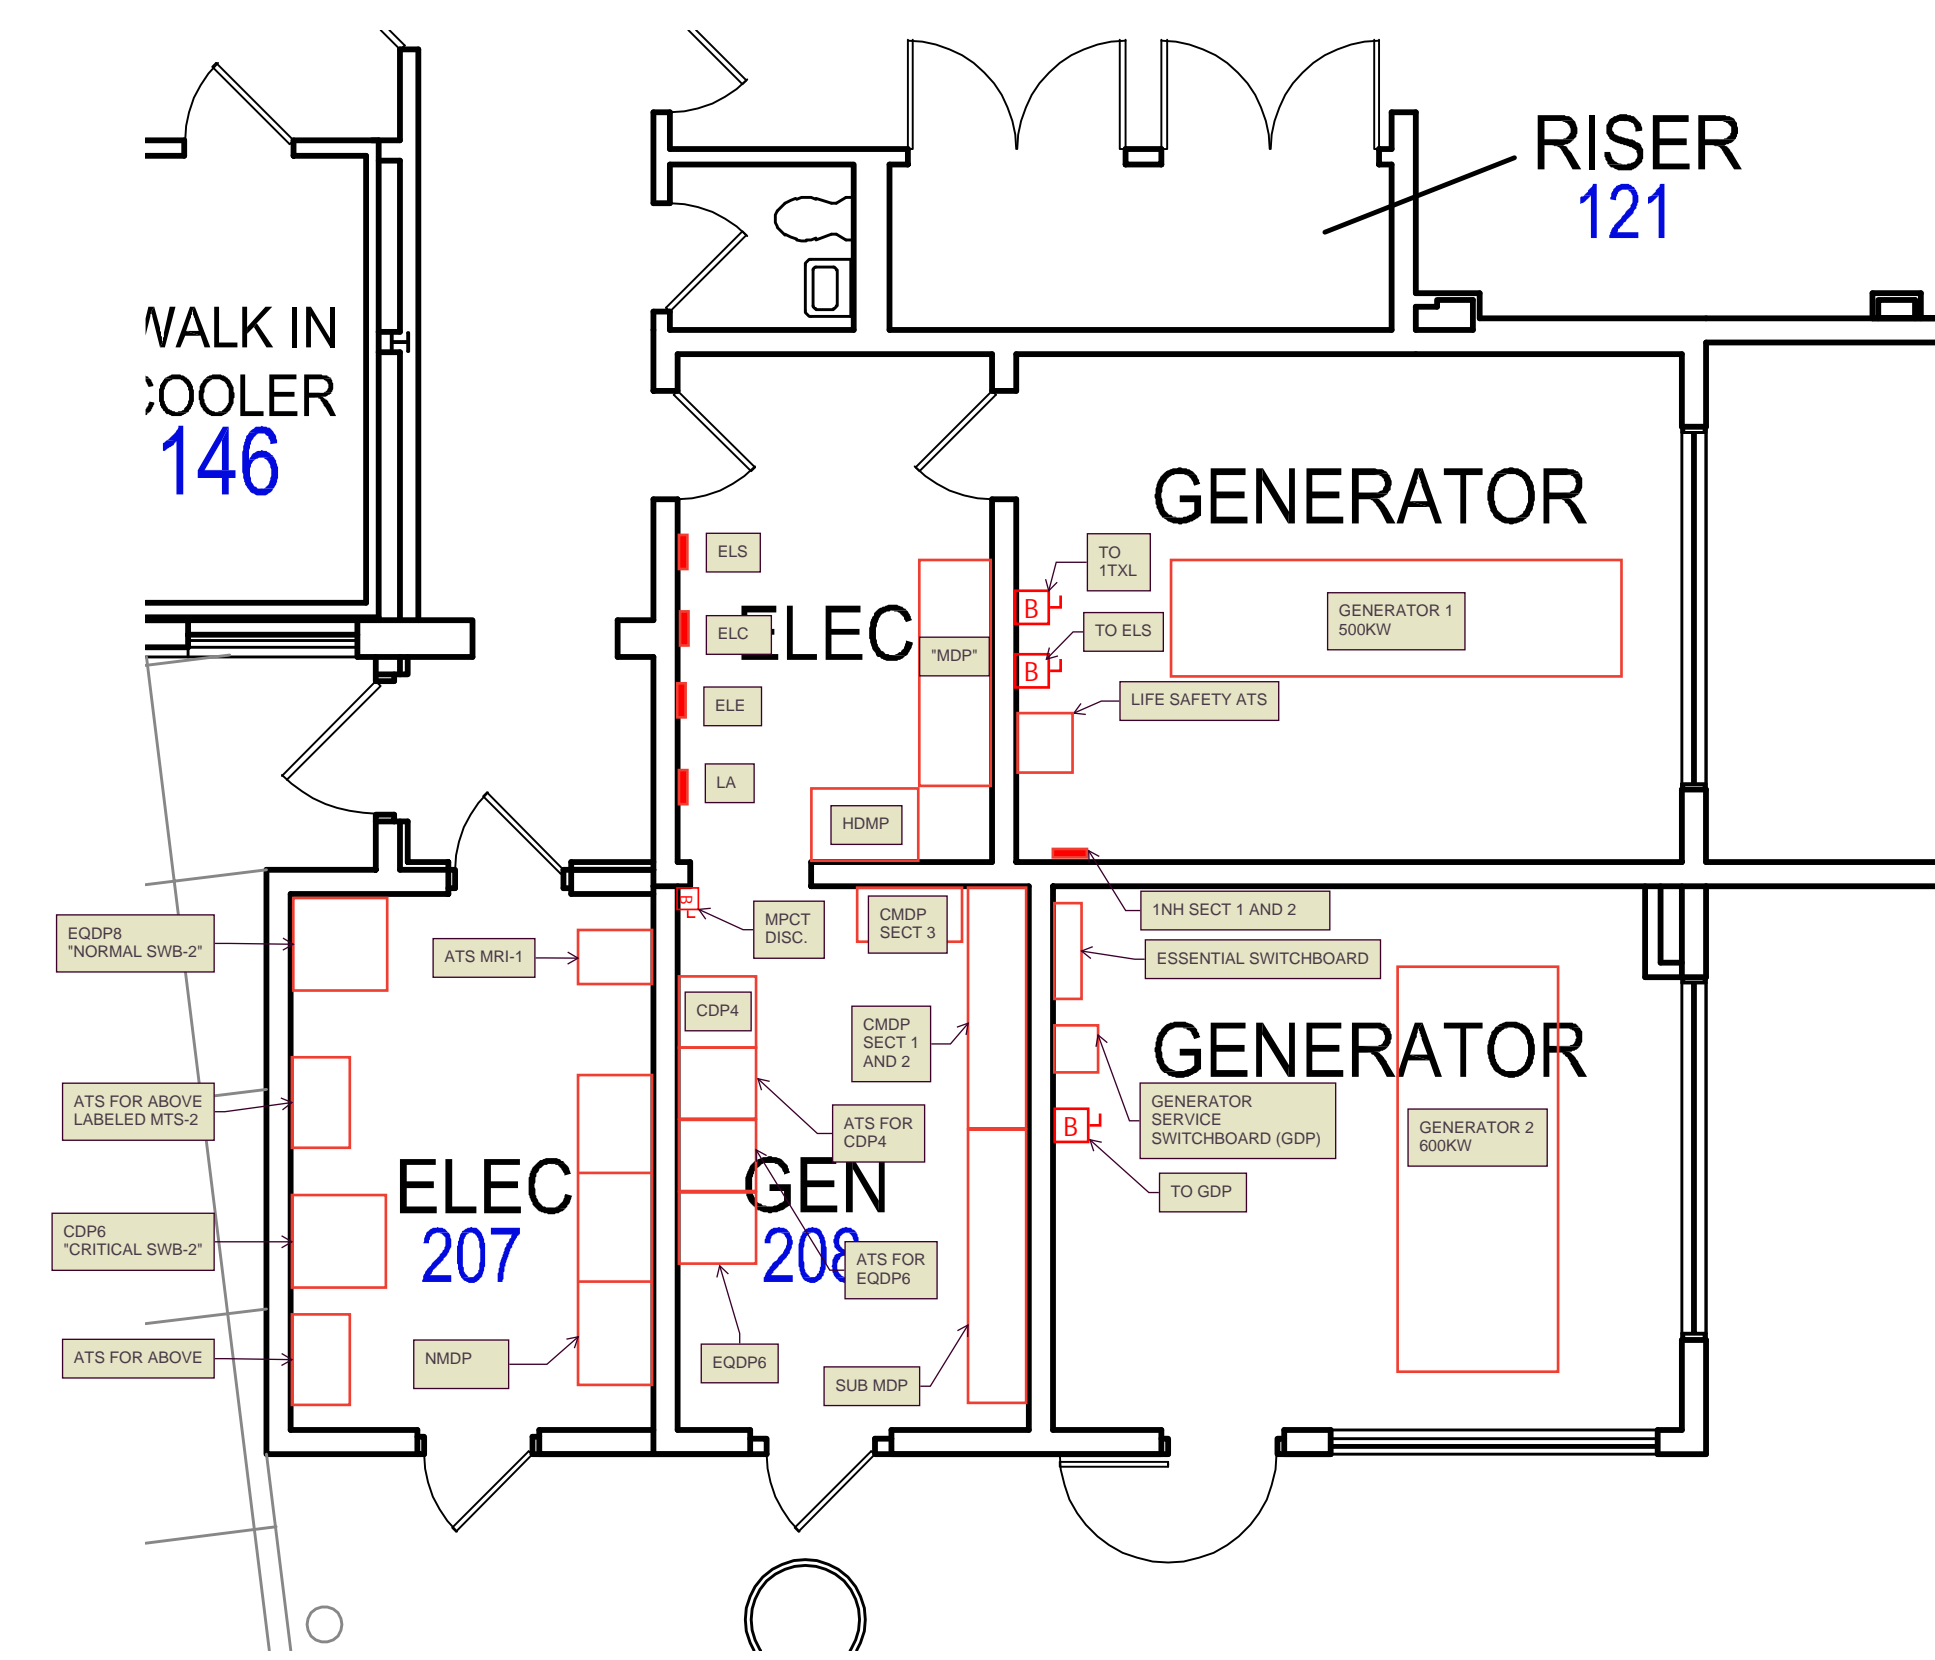 RISER
121
WALK IN
COOLER
146
GENERATOR
ELS
TO
1TXL
GENERATOR 1
500KW
ELC
ELEC
TO ELS
B
"MDP"
B
ELE
LIFE SAFETY ATS
LA
HDMP
EQDP8
"NORMAL SWB-2"
ATS MRI-1
B
MPCT
DISC.
CMDP
SECT 3
1NH SECT 1 AND 2
ESSENTIAL SWITCHBOARD
CDP4
CMDP
SECT 1
AND 2
GENERATOR
ATS FOR ABOVE
LABELED MTS-2
ATS FOR
CDP4
B
GENERATOR
SERVICE
SWITCHBOARD (GDP)
GENERATOR 2
600KW
ELEC
207
GEN
208
TO GDP
CDP6
"CRITICAL SWB-2"
ATS FOR
EQDP6
ATS FOR ABOVE
NMDP
EQDP6
SUB MDP